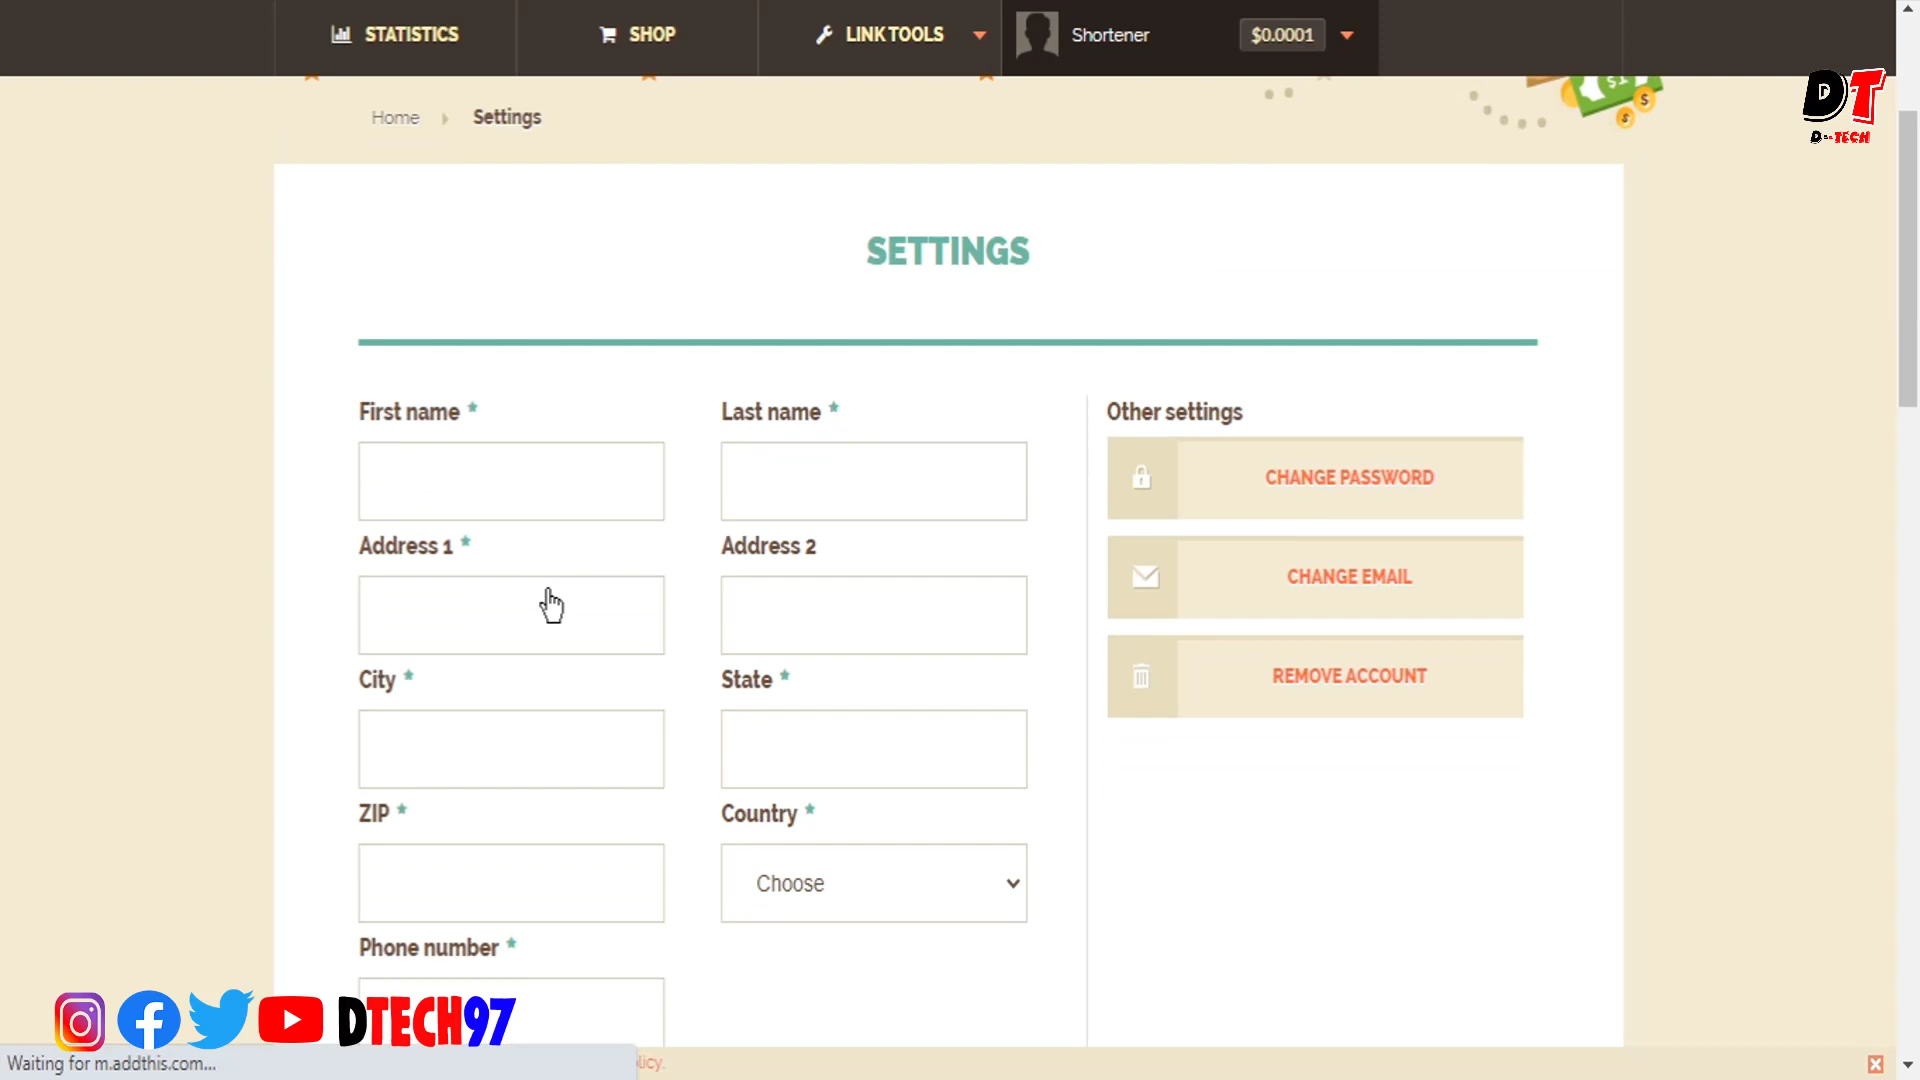 STATISTICS SHOP LINK TOOLS Shortener $0.0001
DT
D-TECH
Home Settings
SETTINGS
First name * Last name * Other settings
CHANGE PASSWORD
Address 1 * Address 2
CHANGE EMAIL
City * State *
REMOVE ACCOUNT
ZIP * Country *
Choose
Phone number *
DTECH97
Waiting for m.addthis.com... licy.